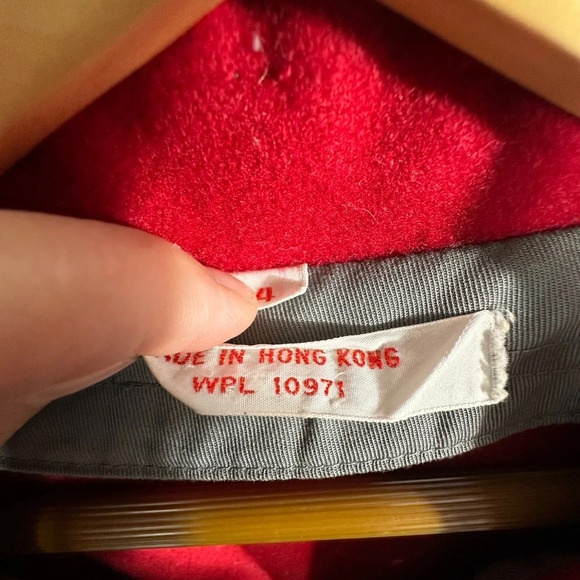 4
DE IN HONG KONG
WPL 10971